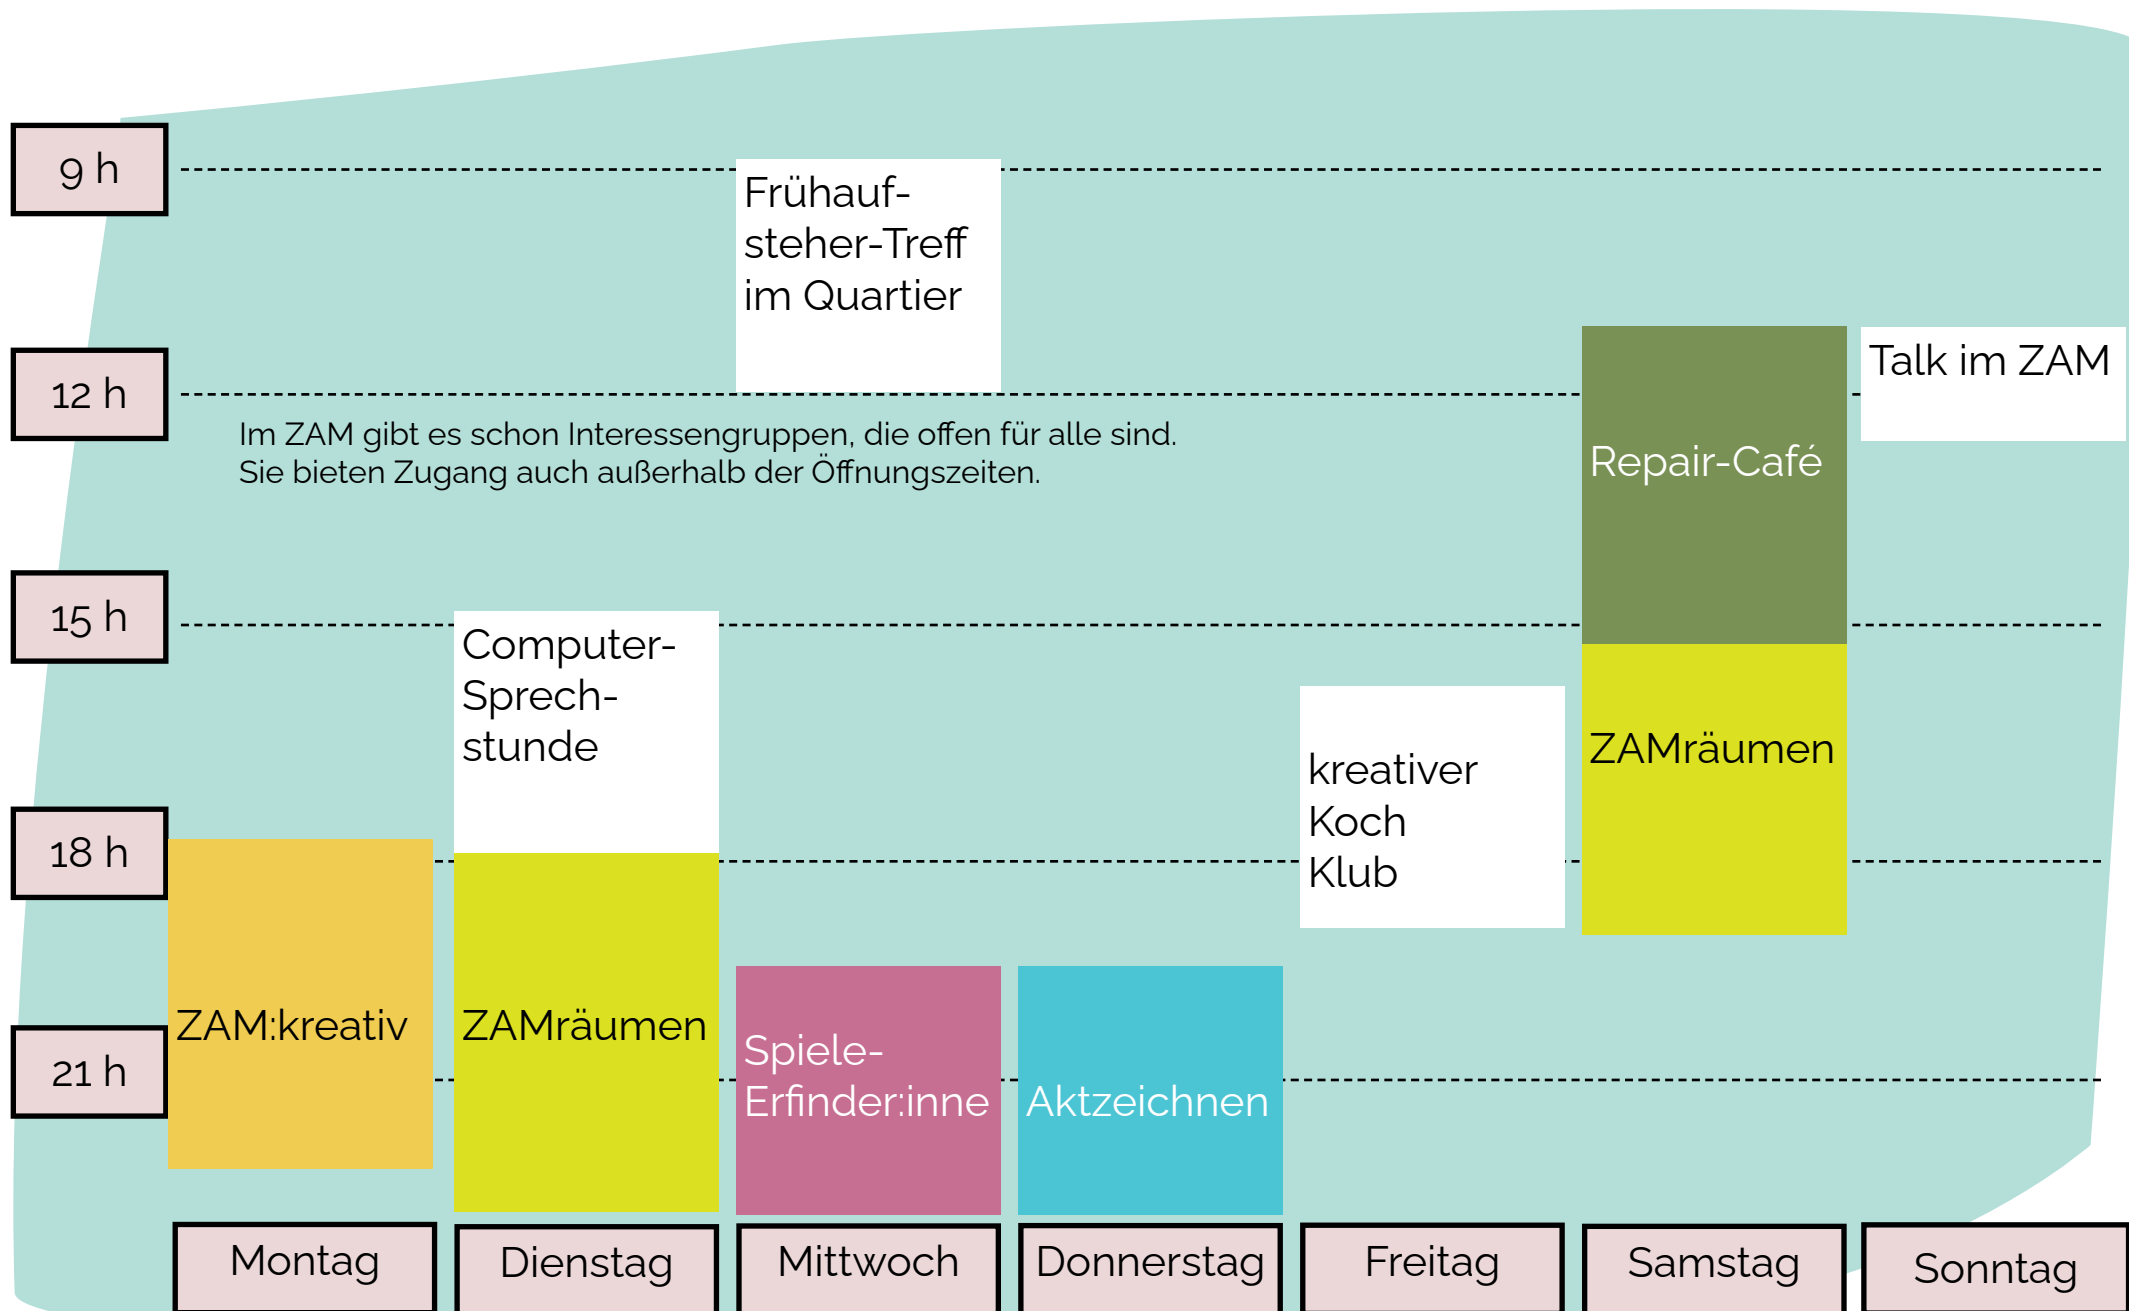 9 h
Frühauf-
steher-Treff
im Quartier
12 h
Talk im ZAM
Im ZAM gibt es schon Interessengruppen, die offen für alle sind.
Sie bieten Zugang auch außerhalb der Öffnungszeiten.
Repair-Café
15 h
Computer-
Sprech-
stunde
kreativer
Koch
Klub
ZAMräumen
18 h
ZAM:kreativ
ZAMräumen
Spiele-
Erfinder:inne
Aktzeichnen
21 h
Montag
Dienstag
Mittwoch
Donnerstag
Freitag
Samstag
Sonntag